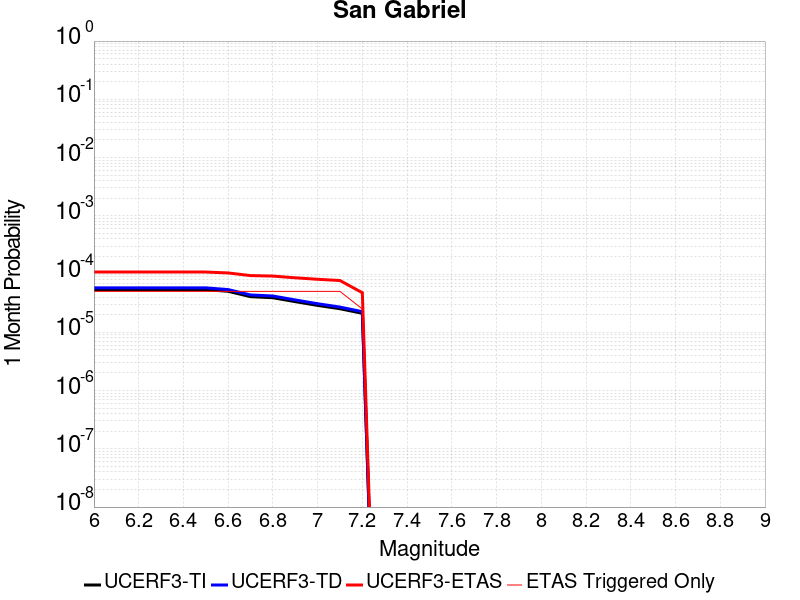 San Gabriel
10^0
10^-1
10^-2
10^-3
10^-4
10^-5
10^-6
10^-7
10^-8
1 Month Probability
6 6.2 6.4 6.6 6.8 7 7.2 7.4 7.6 7.8 8 8.2 8.4 8.6 8.8 9
Magnitude
UCERF3-TI UCERF3-TD UCERF3-ETAS ETAS Triggered Only